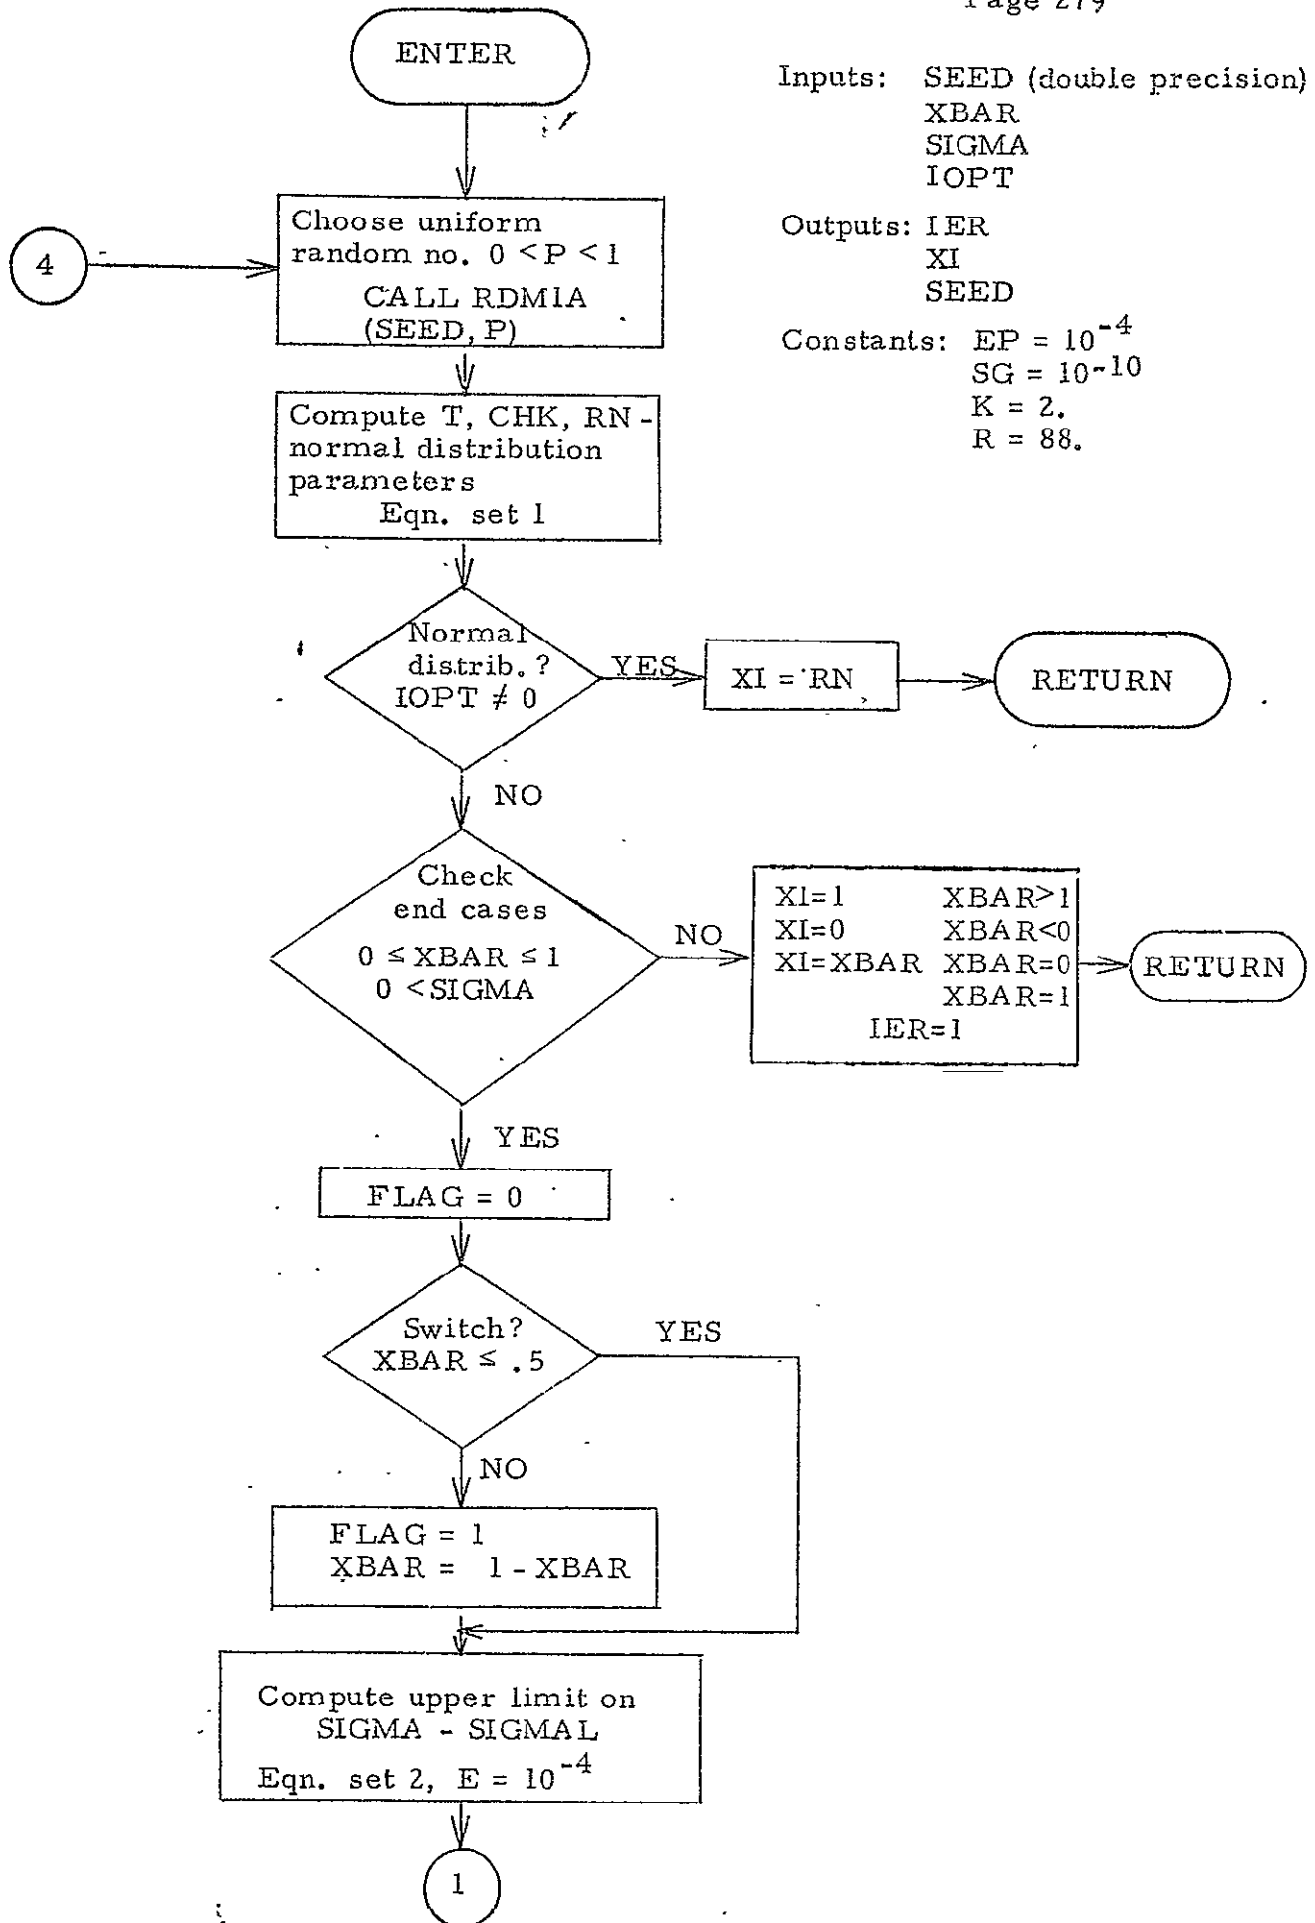 Page 279
ENTER
Inputs: SEED (double precision)
XBAR
SIGMA
IOPT
Outputs: IER
XI
SEED
Constants: EP = 10-4
SG = 10-10
K = 2.
R = 88.
4
Choose uniform
random no. 0 < P < 1
CALL RDM1A
(SEED, P)
Compute T, CHK, RN -
normal distribution
parameters
Eqn. set 1
Normal
distrib. ?
IOPT ≠ 0
YES
XI = RN
RETURN
NO
Check
end cases
0 ≤ XBAR ≤ 1
0 < SIGMA
NO
XI=1 XBAR>1
XI=0 XBAR<0
XI=XBAR XBAR=0
XBAR=1
IER=1
RETURN
YES
FLAG = 0
Switch?
XBAR ≤ .5
YES
NO
FLAG = 1
XBAR = 1 - XBAR
Compute upper limit on
SIGMA - SIGMAL
Eqn. set 2, E = 10-4
1